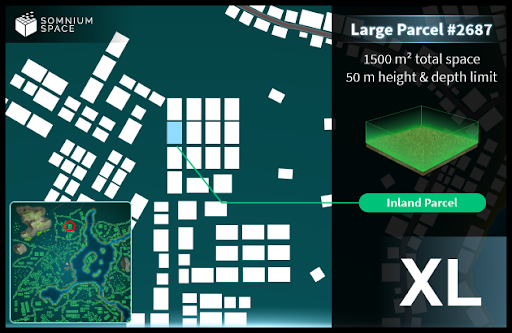 SOMNIUM
SPACE
Large Parcel #2687
1500 m² total space
50 m height & depth limit
Inland Parcel
XL